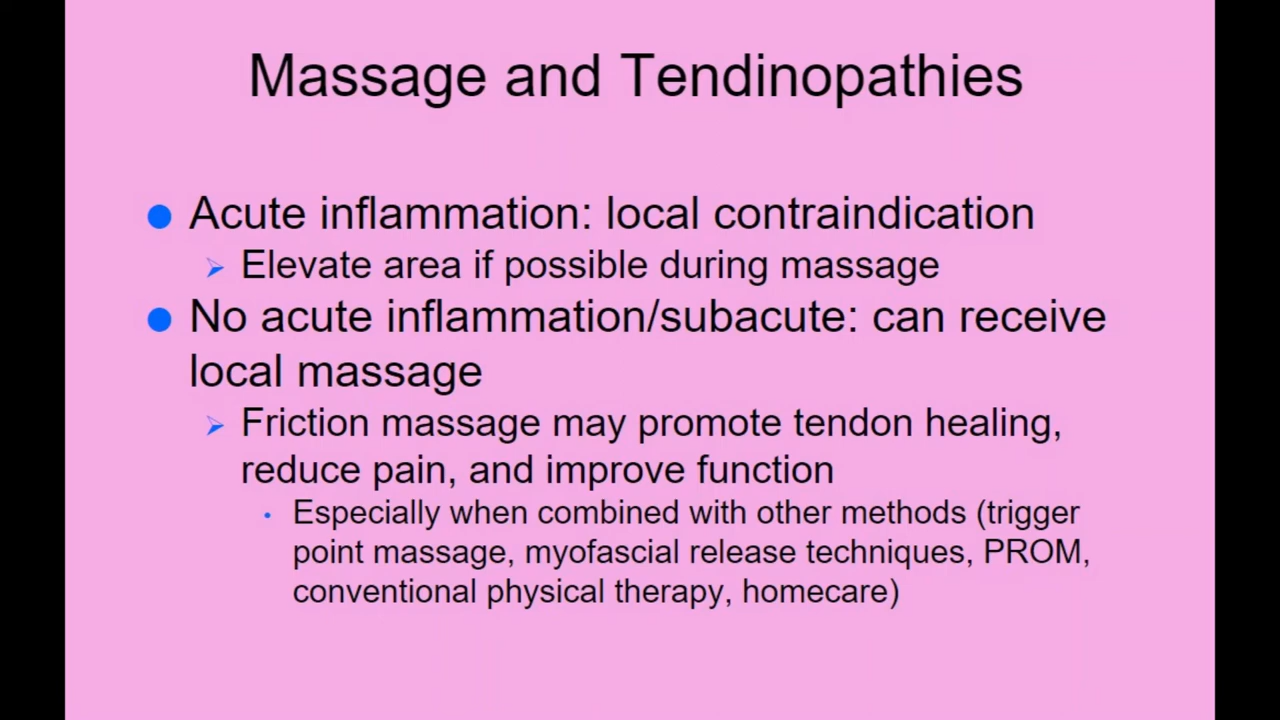 Massage and Tendinopathies
Acute inflammation: local contraindication
Elevate area if possible during massage
No acute inflammation/subacute: can receive
local massage
Friction massage may promote tendon healing,
reduce pain, and improve function
Especially when combined with other methods (trigger
point massage, myofascial release techniques, PROM,
conventional physical therapy, homecare)